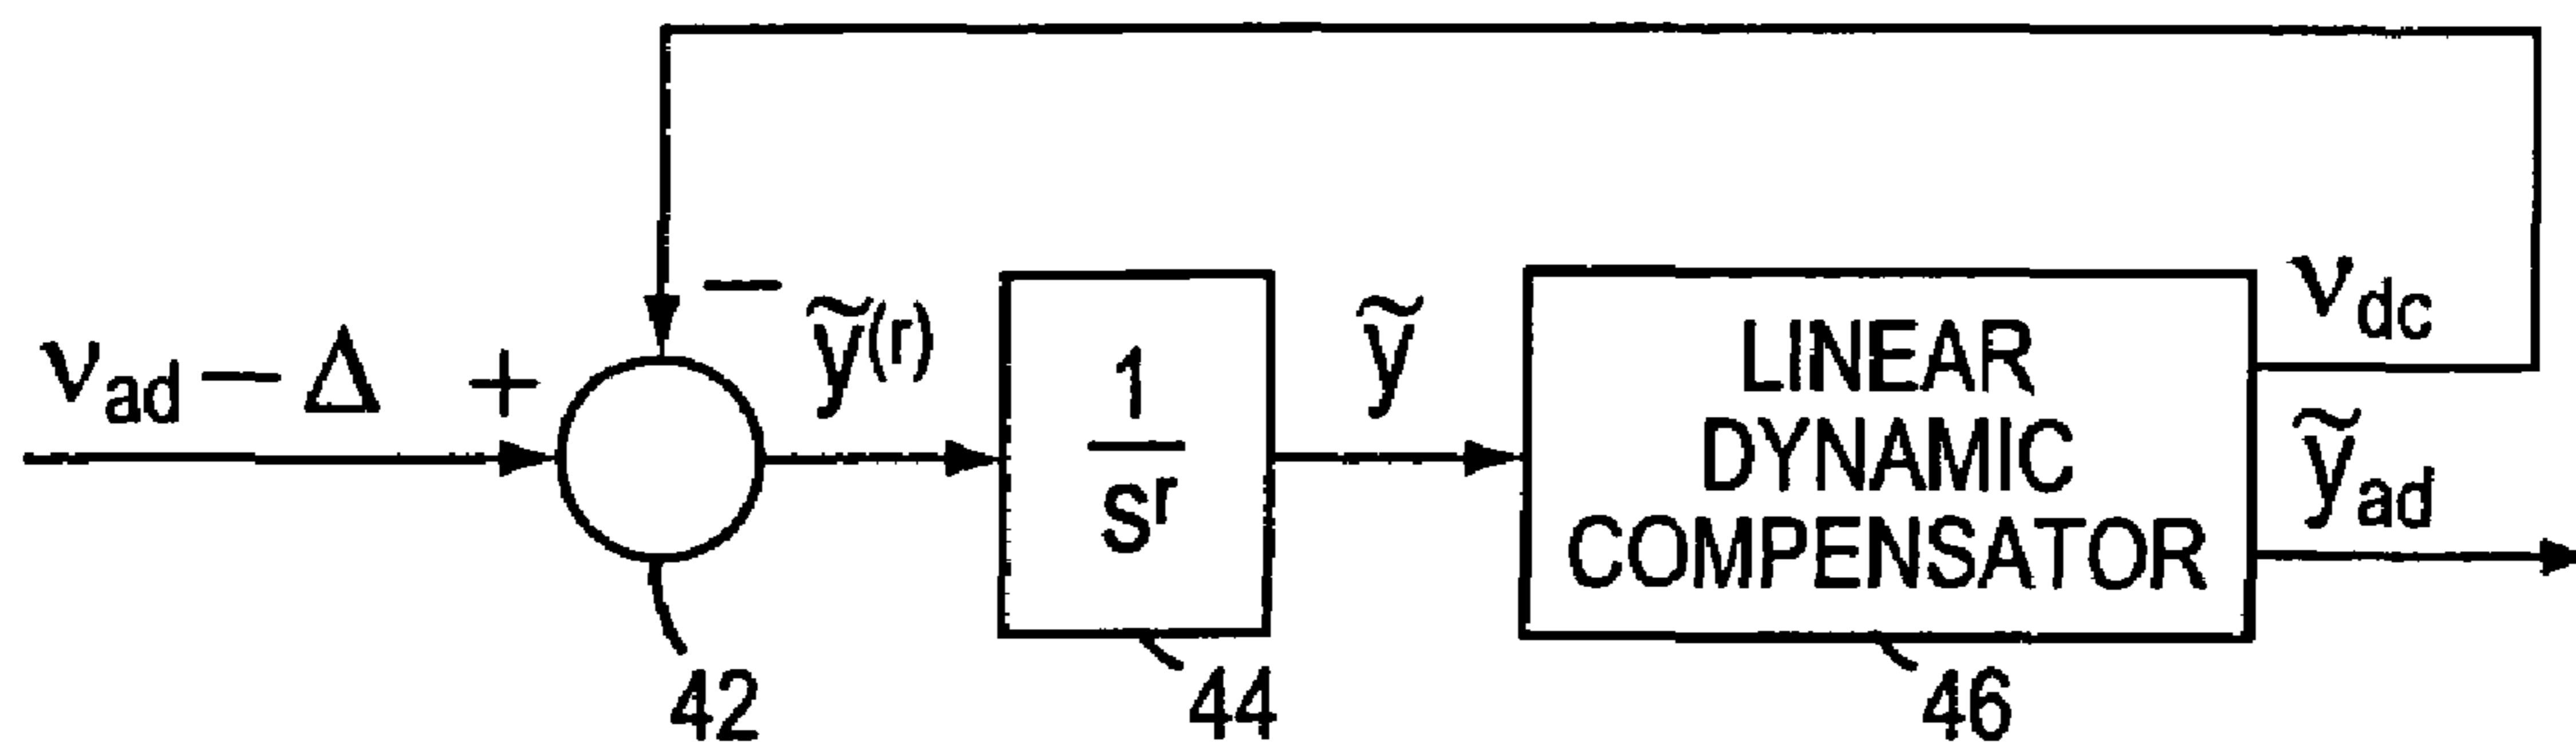 ν_ad − Δ
+
−
ỹ^(r)
1/s^r
ỹ
LINEAR
DYNAMIC
COMPENSATOR
ν_dc
ỹ_ad
42
44
46